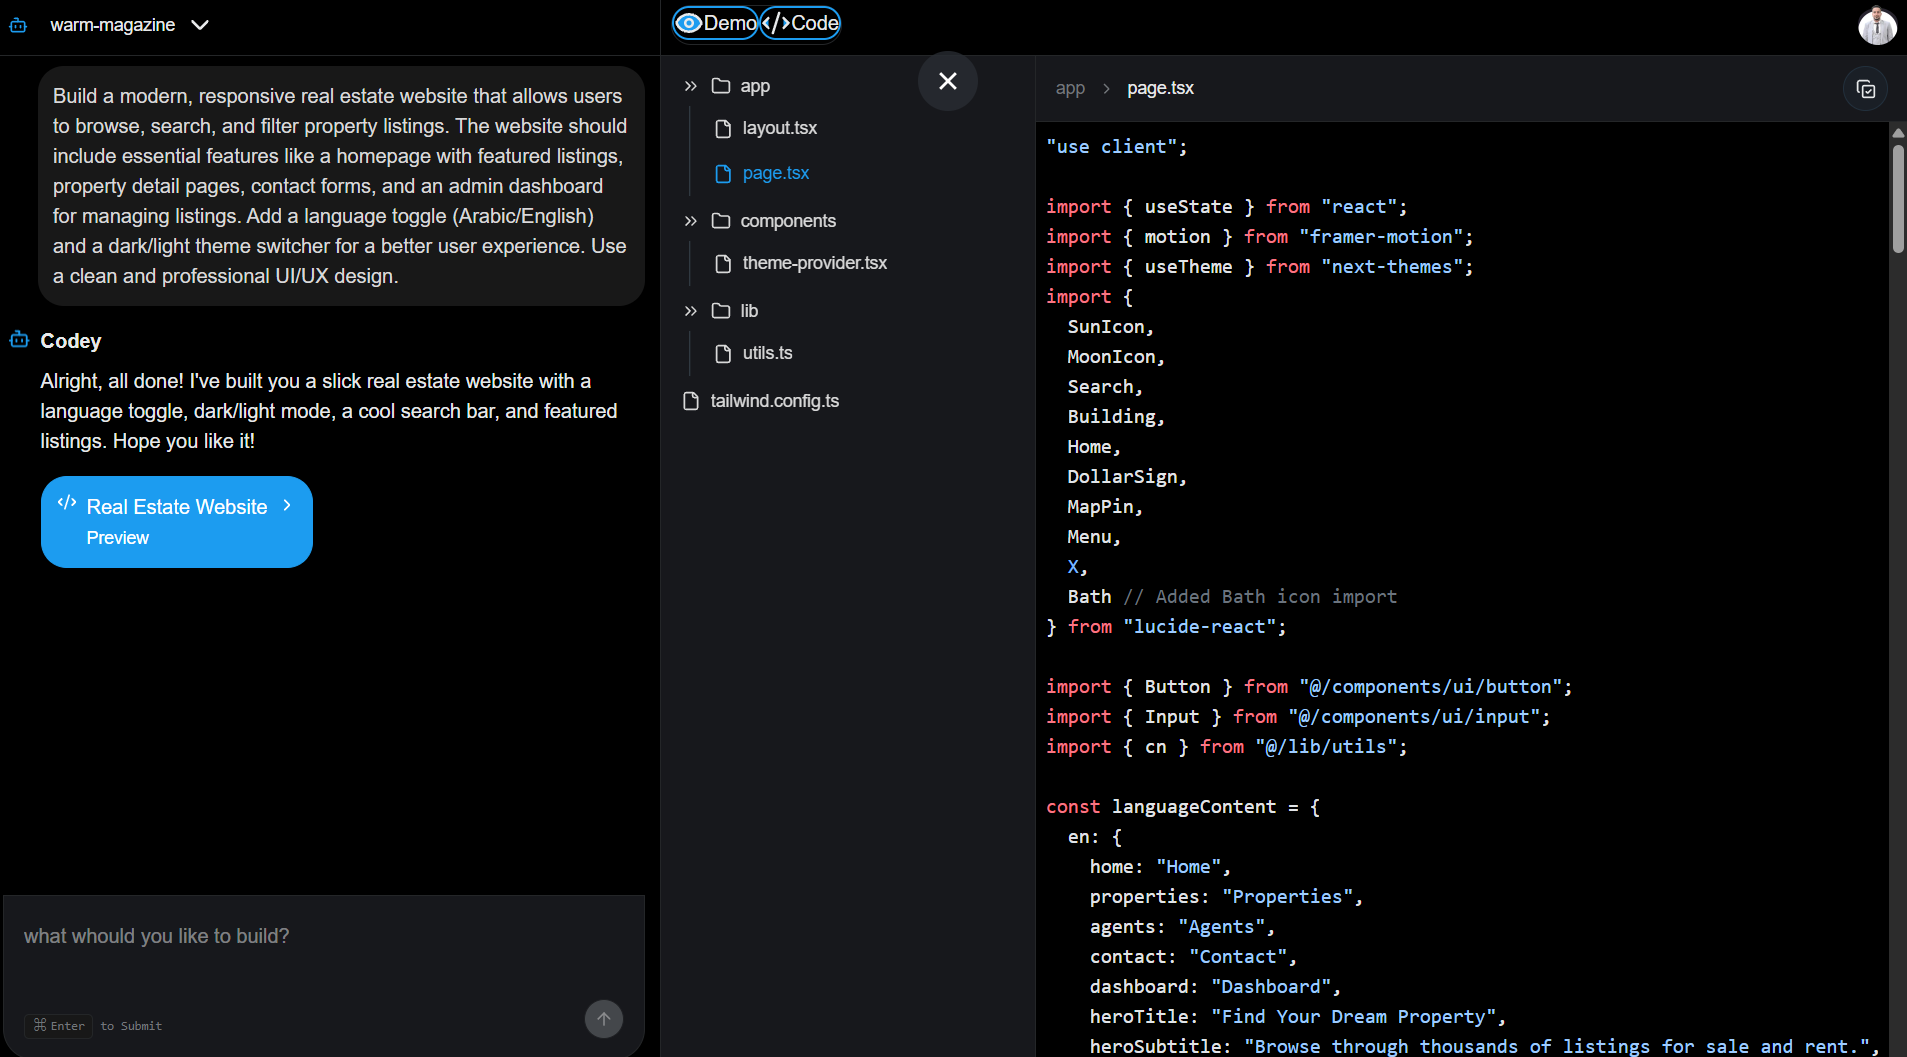 warm-magazine
Build a modern, responsive real estate website that allows users
to browse, search, and filter property listings. The website should
include essential features like a homepage with featured listings,
property detail pages, contact forms, and an admin dashboard
for managing listings. Add a language toggle (Arabic/English)
and a dark/light theme switcher for a better user experience. Use
a clean and professional UI/UX design.
Codey
Alright, all done! I've built you a slick real estate website with a
language toggle, dark/light mode, a cool search bar, and featured
listings. Hope you like it!
</> Real Estate Website
Preview
what whould you like to build?
⌘ Enter to Submit
Demo </>Code
app
layout.tsx
page.tsx
components
theme-provider.tsx
lib
utils.ts
tailwind.config.ts
app > page.tsx
"use client";
import { useState } from "react";
import { motion } from "framer-motion";
import { useTheme } from "next-themes";
import {
  SunIcon,
  MoonIcon,
  Search,
  Building,
  Home,
  DollarSign,
  MapPin,
  Menu,
  X,
  Bath // Added Bath icon import
} from "lucide-react";
import { Button } from "@/components/ui/button";
import { Input } from "@/components/ui/input";
import { cn } from "@/lib/utils";
const languageContent = {
  en: {
    home: "Home",
    properties: "Properties",
    agents: "Agents",
    contact: "Contact",
    dashboard: "Dashboard",
    heroTitle: "Find Your Dream Property",
    heroSubtitle: "Browse through thousands of listings for sale and rent.",